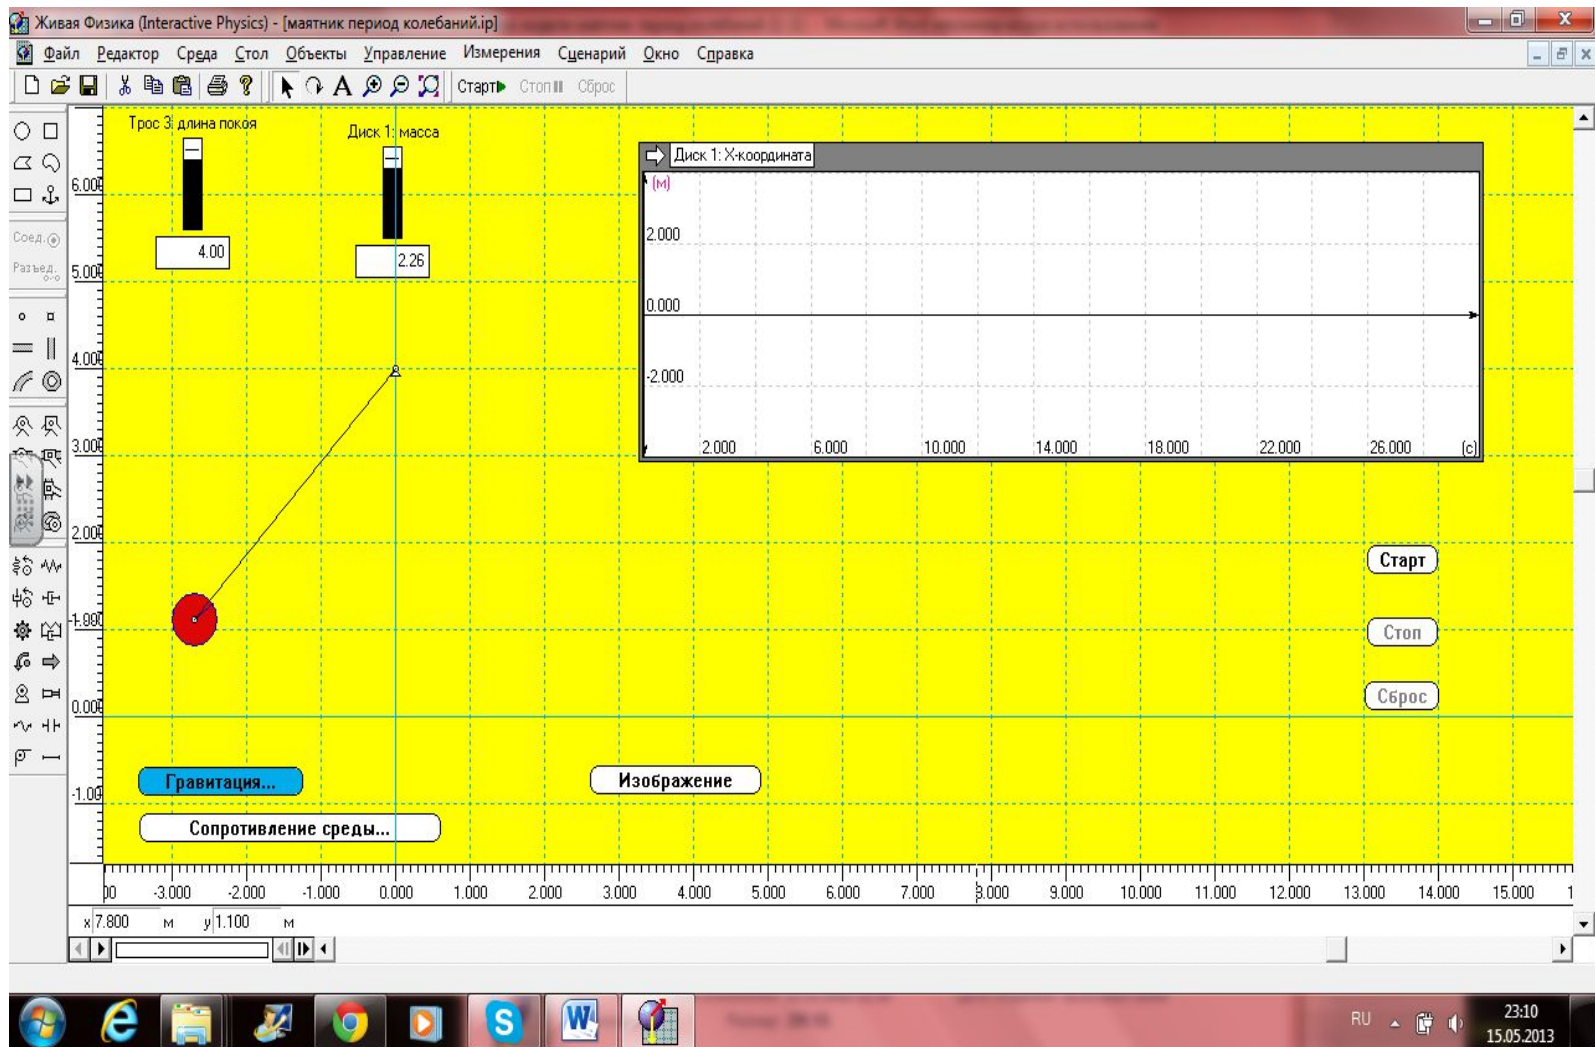 Живая Физика (Interactive Physics) - [маятник период колебаний.ip]
Файл Редактор Среда Стол Объекты Управление Измерения Сценарий Окно Справка
Старт Стоп Сброс
Трос 3: длина покоя
Диск 1: масса
4.00
2.26
Соед.
Разъед.
Диск 1: X-координата
(м)
2.000
0.000
-2.000
2.000 6.000 10.000 14.000 18.000 22.000 26.000 (с)
6.000
5.000
4.000
3.000
2.000
1.000
0.000
-1.00
Старт
Стоп
Сброс
Гравитация...
Изображение
Сопротивление среды...
00 -3.000 -2.000 -1.000 0.000 1.000 2.000 3.000 4.000 5.000 6.000 7.000 8.000 9.000 10.000 11.000 12.000 13.000 14.000 15.000 1
x 7.800 м y 1.100 м
RU
23:10
15.05.2013